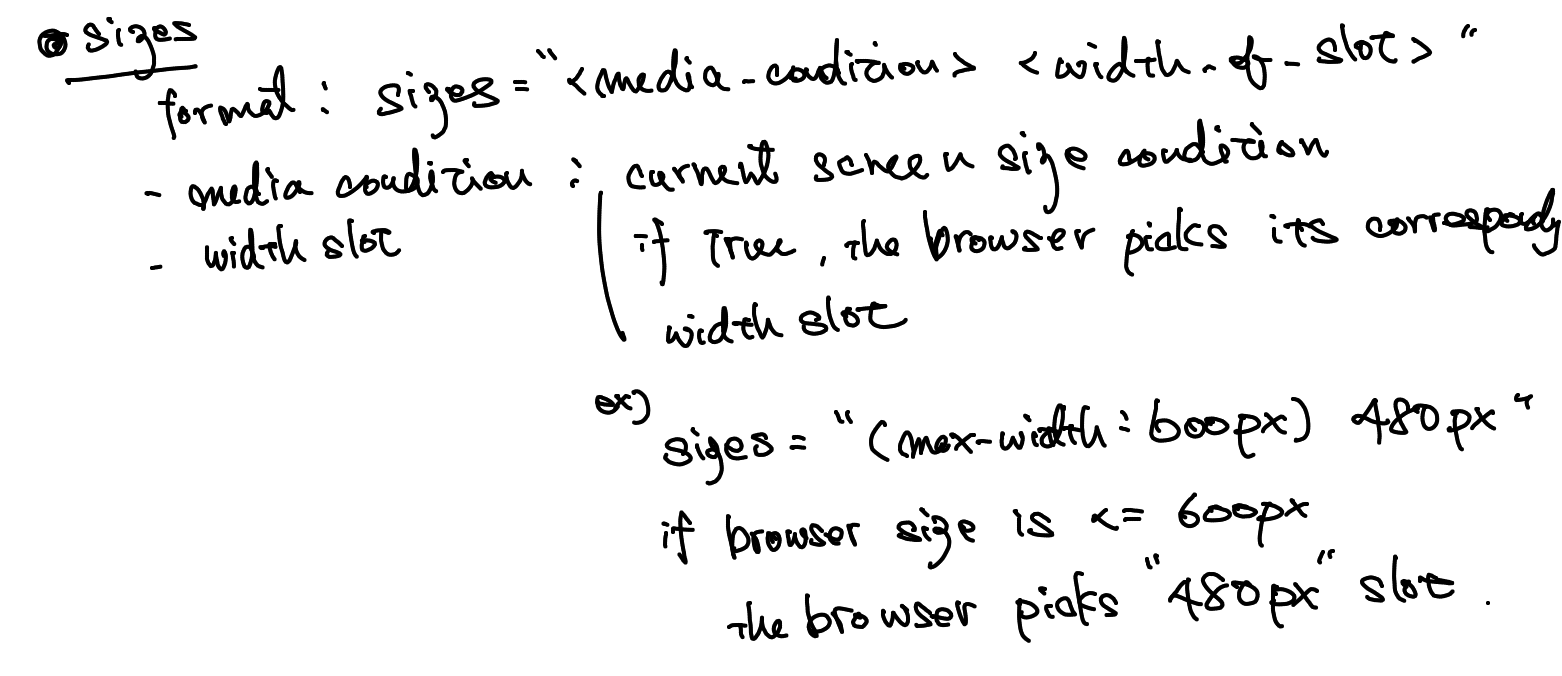 sizes
format : sizes = "<media-condition> <width-of-slot>"
- media condition : current screen size condition
if True, the browser picks its
- width slot
width slot
ex)
sizes = "(max-width : 600px) 480px"
if browser size is <= 600px
the browser picks "480px" slot.